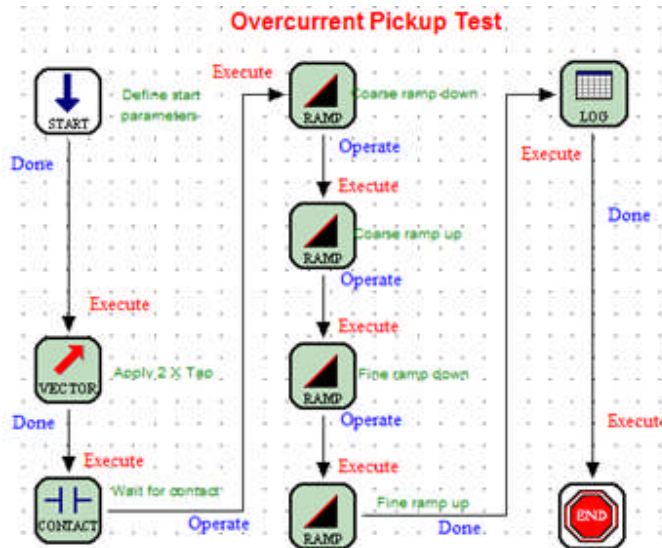 Overcurrent Pickup Test
START
Define start
parameters
Done
Execute
VECTOR
Apply 2 X Tap
Done
Execute
CONTACT
Wait for contact
Operate
Execute
RAMP
Coarse ramp down
Operate
Execute
RAMP
Coarse ramp up
Operate
Execute
RAMP
Fine ramp down
Operate
Execute
RAMP
Fine ramp up
Done
Execute
LOG
Done
Execute
END